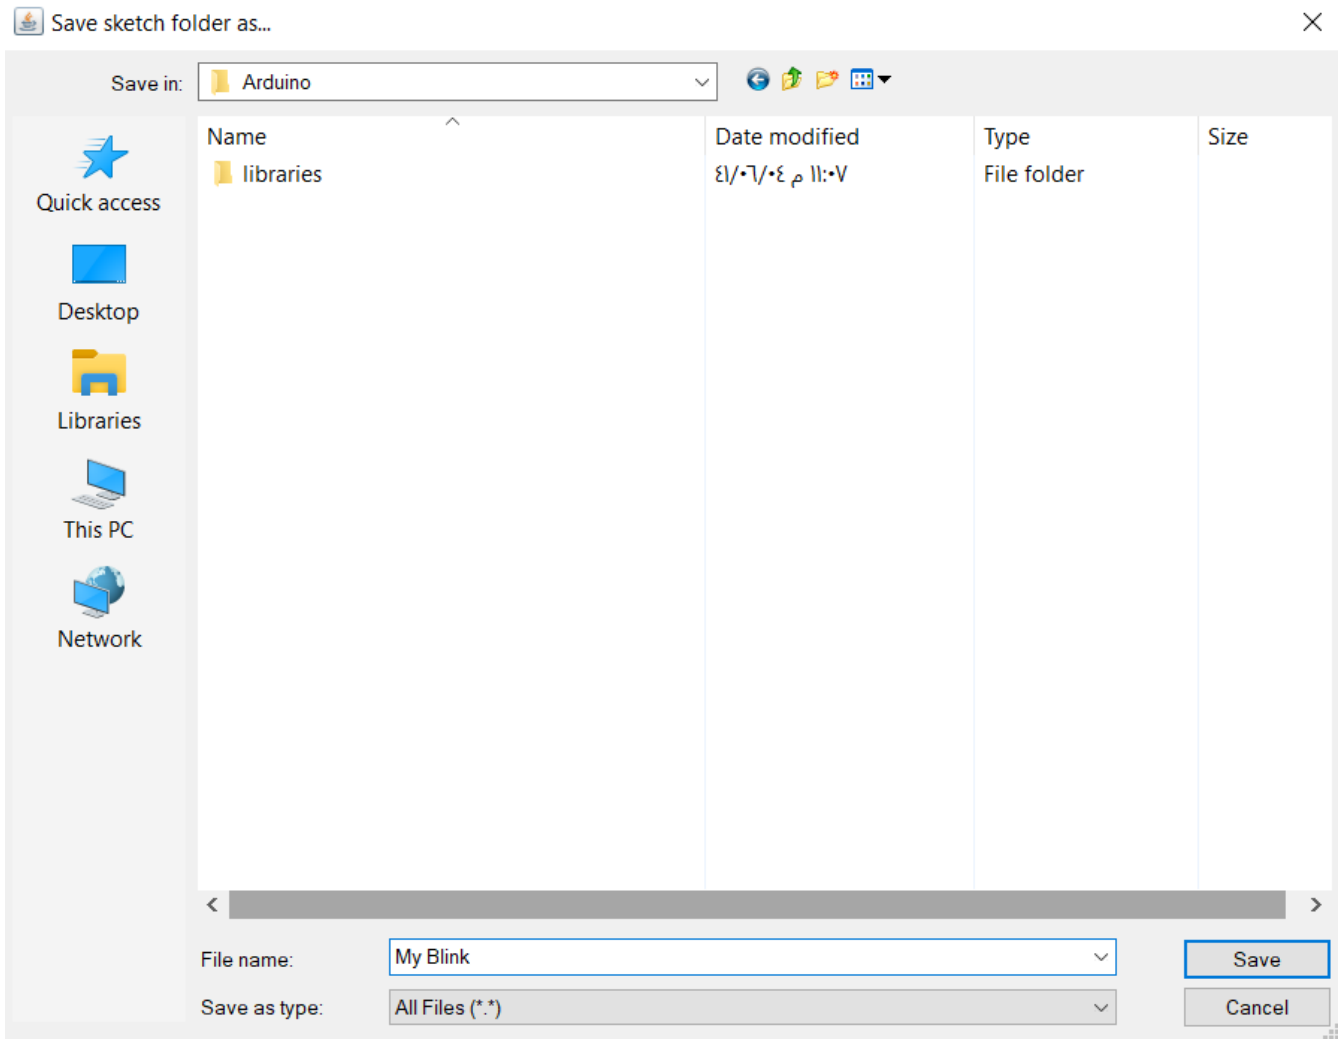 Save sketch folder as...
Save in: Arduino
Name Date modified Type Size
libraries ٤١/٠٦/٠٤ م ١١:٠٧ File folder
Quick access
Desktop
Libraries
This PC
Network
File name: My Blink Save
Save as type: All Files (*.*) Cancel